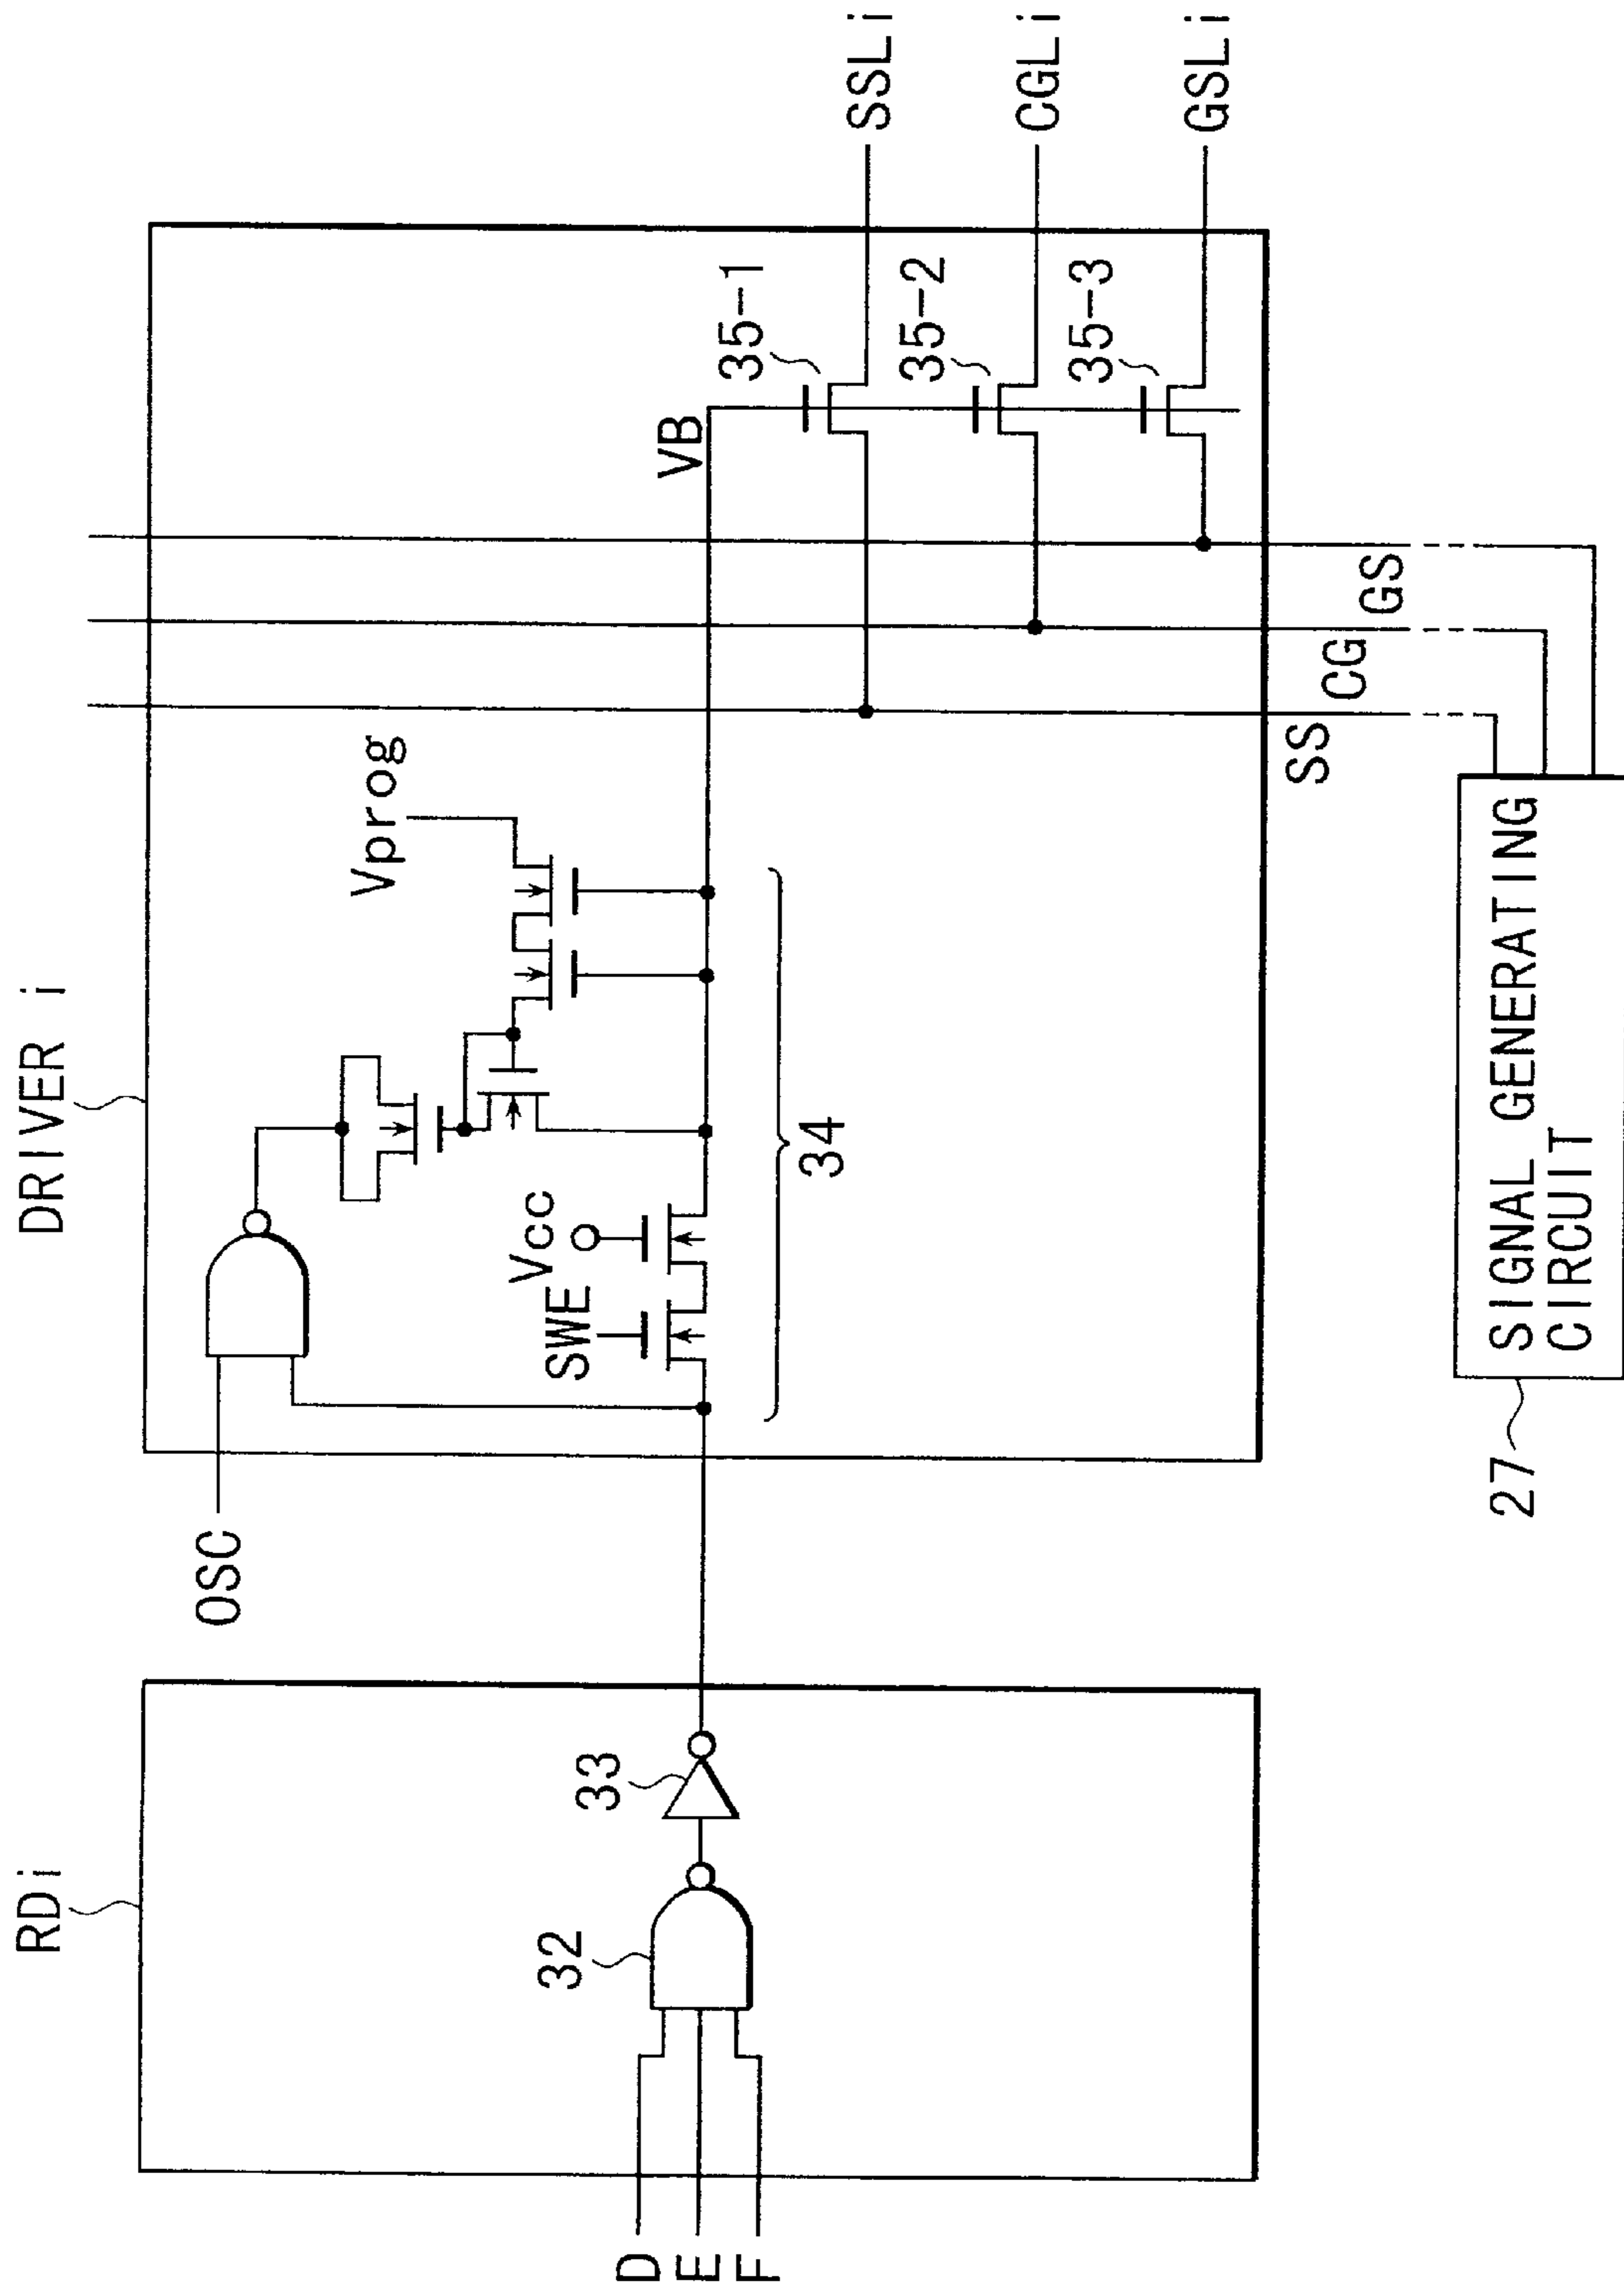 RDi
DRIVER i
D
E
F
32
33
OSC
SWE
Vcc
Vprog
34
VB
35-1
35-2
35-3
SSLi
CGLi
GSLi
SS
CG
GS
27
SIGNAL GENERATING
CIRCUIT